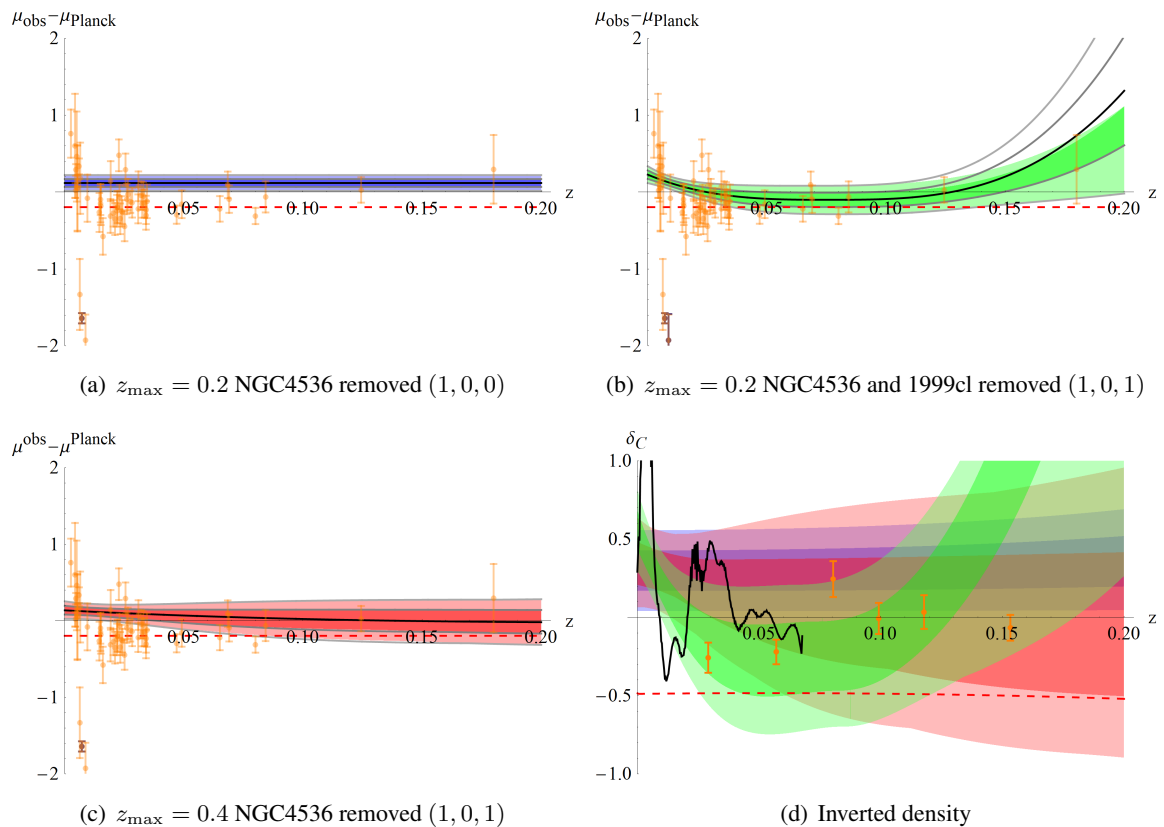 μobs−μPlanck
2
1
−1
−2
0.05
0.10
0.15
0.20
z
(a) zmax = 0.2 NGC4536 removed (1, 0, 0)
μobs−μPlanck
2
1
−1
−2
0.05
0.10
0.15
0.20
z
(b) zmax = 0.2 NGC4536 and 1999cl removed (1, 0, 1)
μobs−μPlanck
2
1
−1
−2
0.05
0.10
0.15
0.20
z
(c) zmax = 0.4 NGC4536 removed (1, 0, 1)
δC
1.0
0.5
−0.5
−1.0
0.05
0.10
0.15
0.20
z
(d) Inverted density